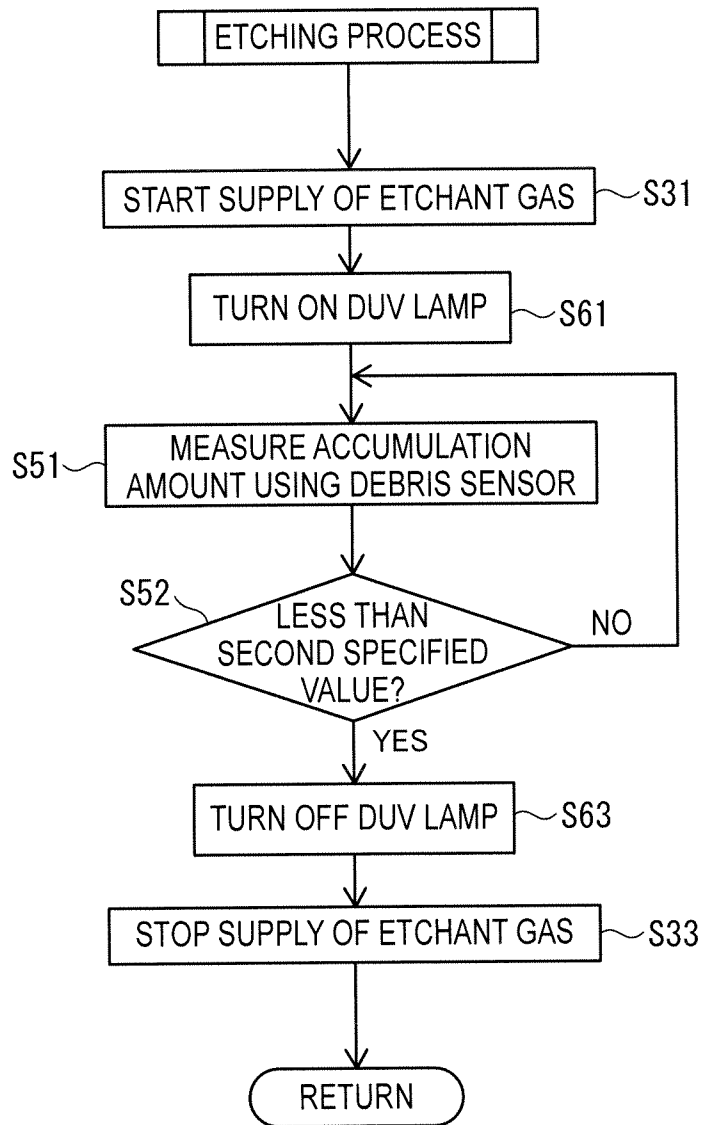 ETCHING PROCESS
START SUPPLY OF ETCHANT GAS
S31
TURN ON DUV LAMP
S61
S51
MEASURE ACCUMULATION
AMOUNT USING DEBRIS SENSOR
S52
LESS THAN
SECOND SPECIFIED
VALUE?
NO
YES
TURN OFF DUV LAMP
S63
STOP SUPPLY OF ETCHANT GAS
S33
RETURN